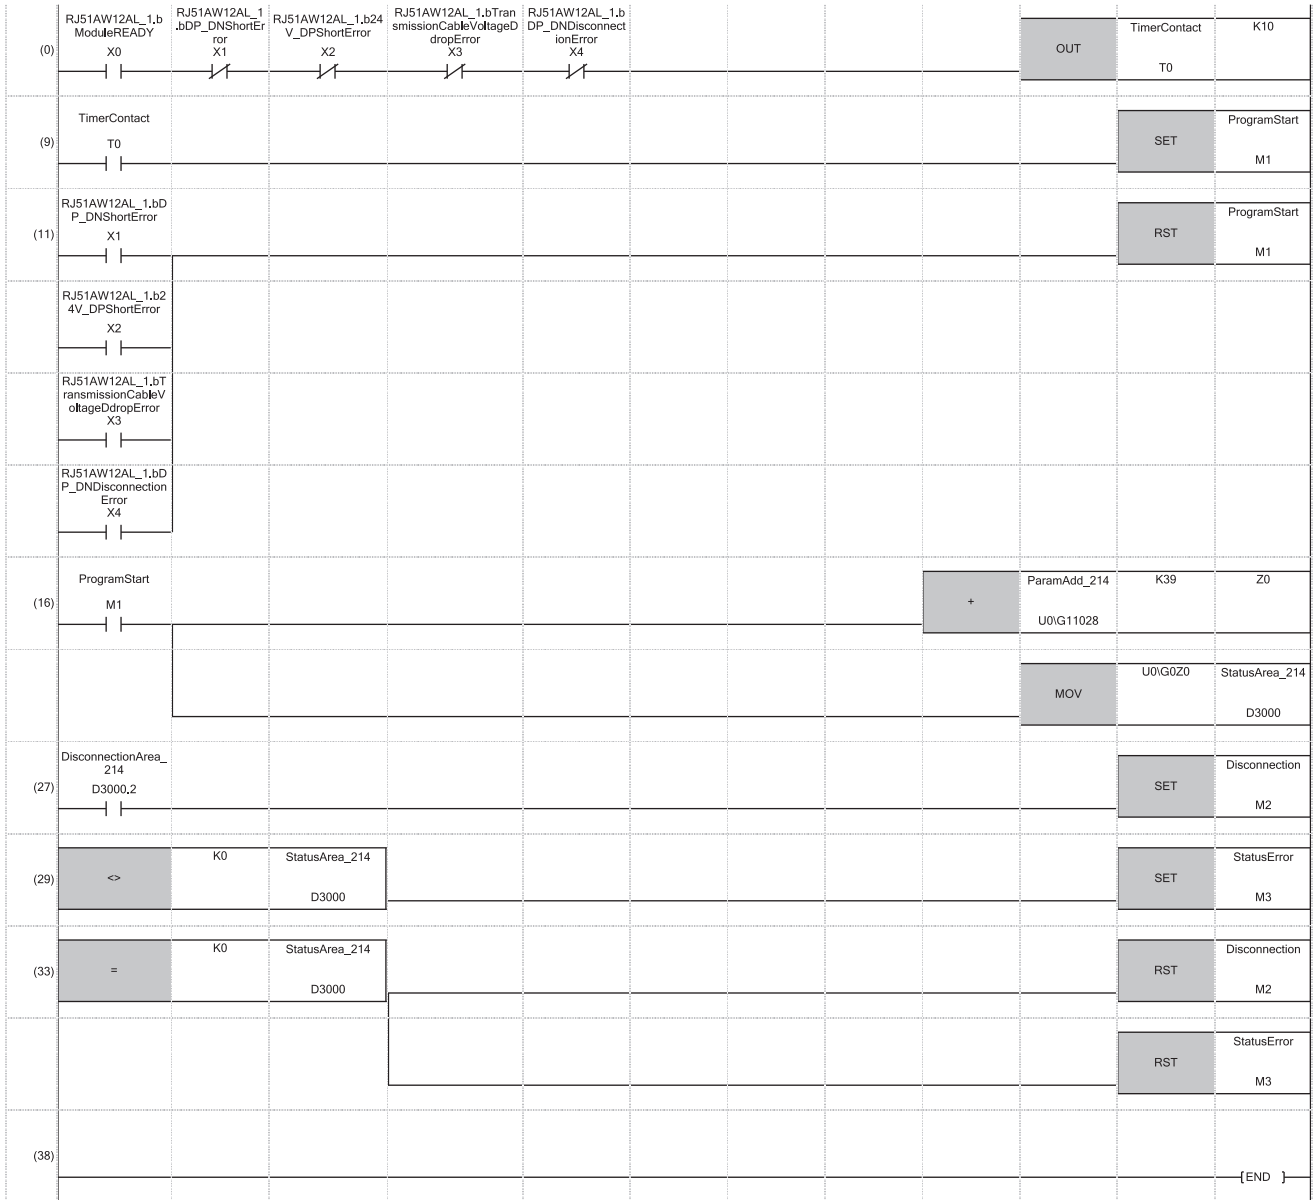 RJ51AW12AL_1.b
ModuleREADY
X0
RJ51AW12AL_1
.bDP_DNShortEr
ror
X1
RJ51AW12AL_1.b24
V_DPShortError
X2
RJ51AW12AL_1.bTran
smissionCableVoltageD
dropError
X3
RJ51AW12AL_1.b
DP_DNDisconnect
ionError
X4
(0)
OUT
TimerContact
T0
K10
TimerContact
(9)
T0
SET
ProgramStart
M1
RJ51AW12AL_1.bD
P_DNShortError
(11)
X1
RST
ProgramStart
M1
RJ51AW12AL_1.b2
4V_DPShortError
X2
RJ51AW12AL_1.bT
ransmissionCableV
oltageDdropError
X3
RJ51AW12AL_1.bD
P_DNDisconnection
Error
X4
ProgramStart
(16)
M1
+
ParamAdd_214
U0\G11028
K39
Z0
MOV
U0\G0Z0
StatusArea_214
D3000
DisconnectionArea_
214
(27)
D3000.2
SET
Disconnection
M2
(29)
<>
K0
StatusArea_214
D3000
SET
StatusError
M3
(33)
=
K0
StatusArea_214
D3000
RST
Disconnection
M2
RST
StatusError
M3
(38)
[END ]